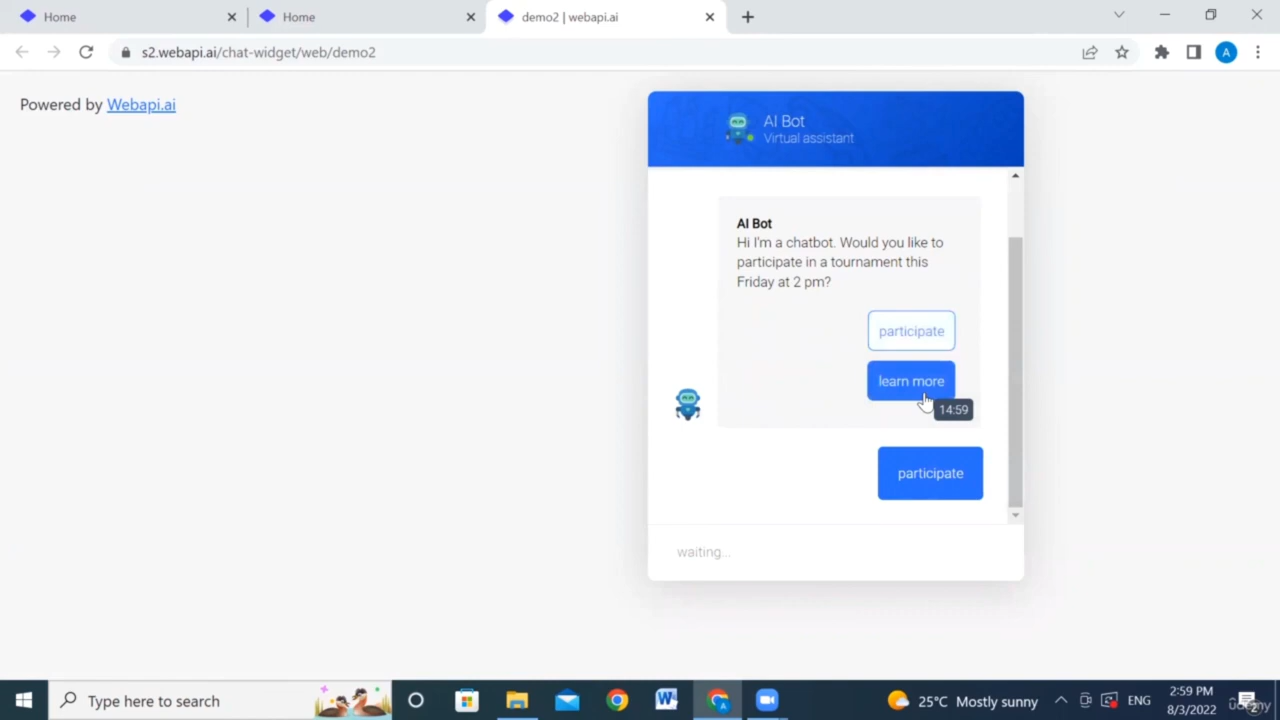 Home
Home
demo2 | webapi.ai
s2.webapi.ai/chat-widget/web/demo2
A
Powered by Webapi.ai
AI Bot
Virtual assistant
AI Bot
Hi I'm a chatbot. Would you like to
participate in a tournament this
Friday at 2 pm?
participate
learn more
14:59
participate
waiting...
Type here to search
W
A
25°C Mostly sunny
ENG
2:59 PM
8/3/2022
2
ûdemy